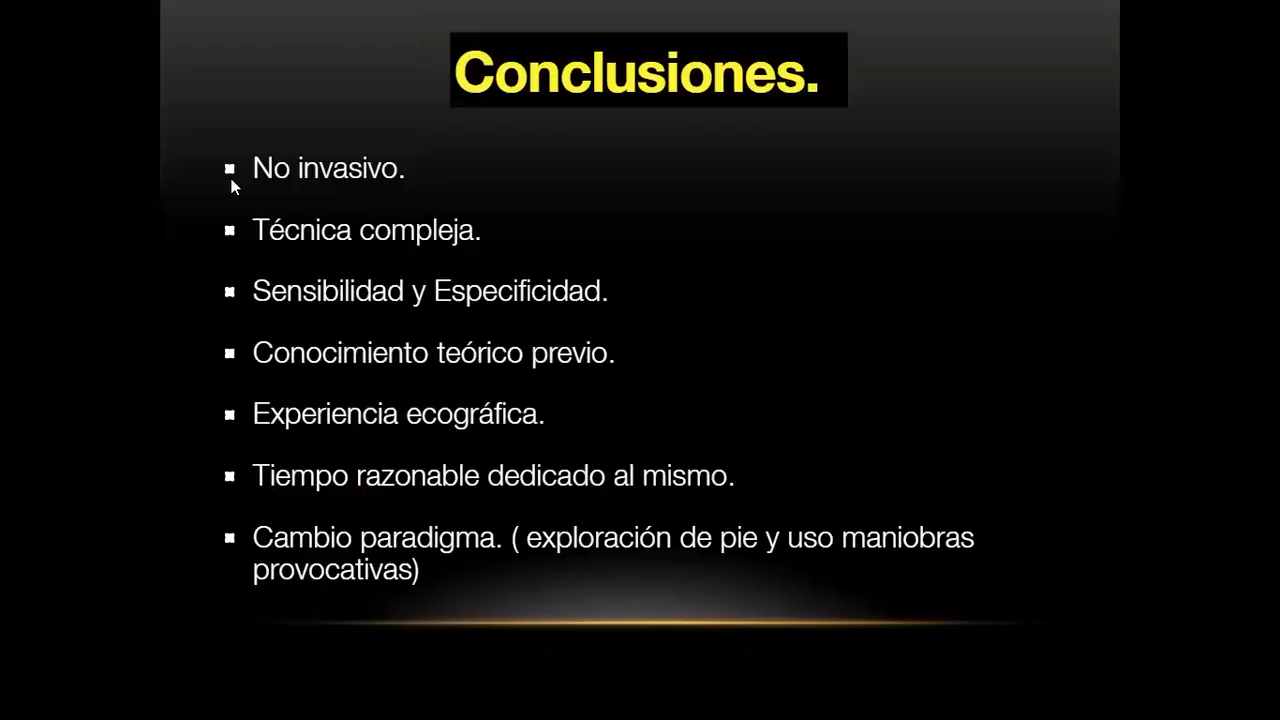 Conclusiones.
No invasivo.
Técnica compleja.
Sensibilidad y Especificidad.
Conocimiento teórico previo.
Experiencia ecográfica.
Tiempo razonable dedicado al mismo.
Cambio paradigma. ( exploración de pie y uso maniobras
provocativas)